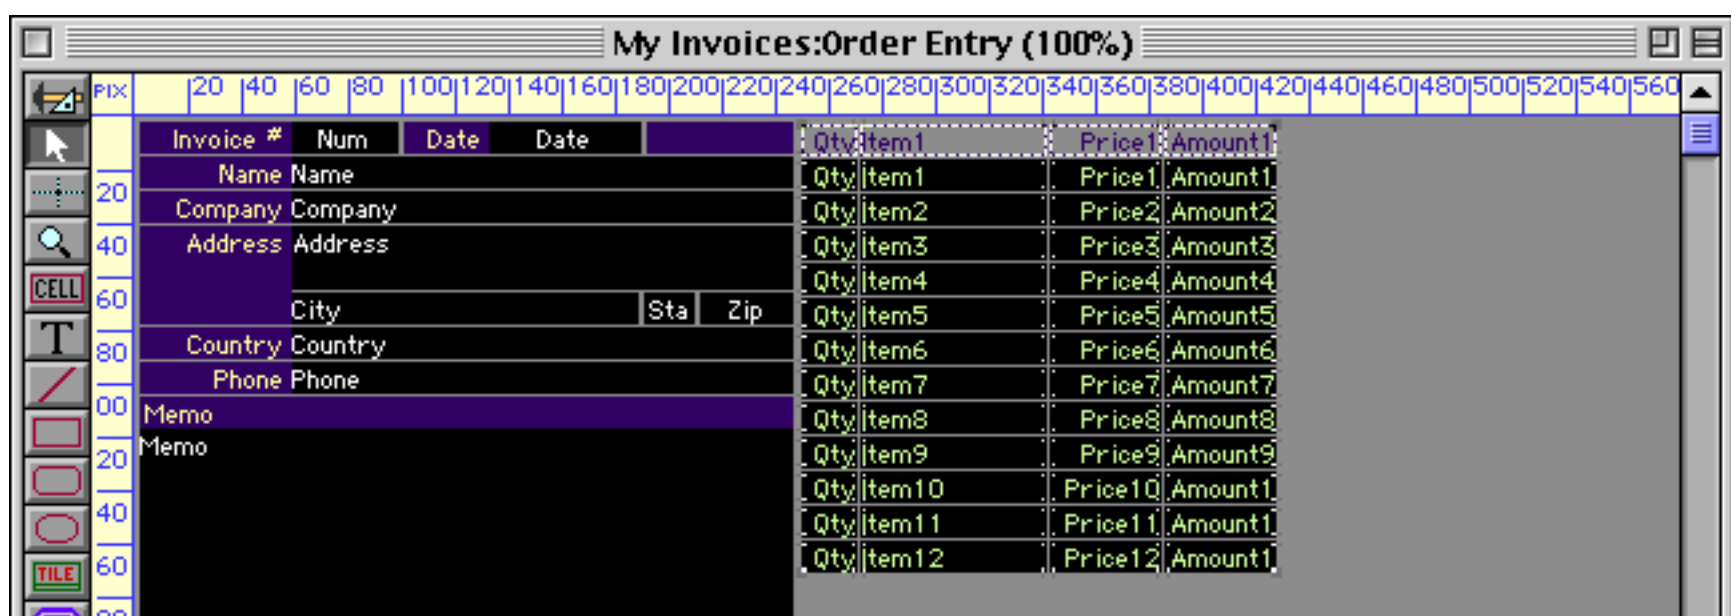 My Invoices:Order Entry (100%)
PIX |20 |40 |60 |80 |100|120|140|160|180|200|220|240|260|280|300|320|340|360|380|400|420|440|460|480|500|520|540|560
Invoice # Num Date Date Qty Item1 Price1 Amount1
Name Name Qty Item1 Price1 Amount1
20
Company Company Qty Item2 Price2 Amount2
40 Address Address Qty Item3 Price3 Amount3
CELL Qty Item4 Price4 Amount4
60 City Sta Zip Qty Item5 Price5 Amount5
T 80 Country Country Qty Item6 Price6 Amount6
Phone Phone Qty Item7 Price7 Amount7
00 Memo Qty Item8 Price8 Amount8
20 Memo Qty Item9 Price9 Amount9
Qty Item10 Price10 Amount1
40 Qty Item11 Price11 Amount1
TILE 60 Qty Item12 Price12 Amount1